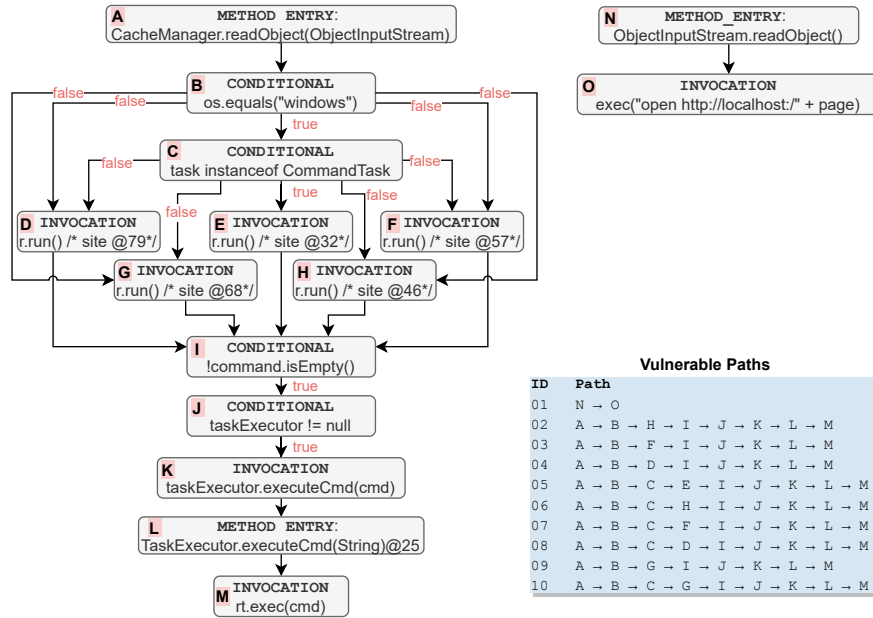 A METHOD ENTRY:
CacheManager.readObject(ObjectInputStream)
N METHOD_ENTRY:
ObjectInputStream.readObject()
B CONDITIONAL
os.equals("windows")
O INVOCATION
exec("open http://localhost:/" + page)
false
false
false
false
true
C CONDITIONAL
task instanceof CommandTask
false
false
true
false
false
D INVOCATION
r.run() /* site @79*/
E INVOCATION
r.run() /* site @32*/
F INVOCATION
r.run() /* site @57*/
G INVOCATION
r.run() /* site @68*/
H INVOCATION
r.run() /* site @46*/
I CONDITIONAL
!command.isEmpty()
true
J CONDITIONAL
taskExecutor != null
true
K INVOCATION
taskExecutor.executeCmd(cmd)
L METHOD ENTRY:
TaskExecutor.executeCmd(String)@25
M INVOCATION
rt.exec(cmd)
Vulnerable Paths
ID Path
01 N → O
02 A → B → H → I → J → K → L → M
03 A → B → F → I → J → K → L → M
04 A → B → D → I → J → K → L → M
05 A → B → C → E → I → J → K → L → M
06 A → B → C → H → I → J → K → L → M
07 A → B → C → F → I → J → K → L → M
08 A → B → C → D → I → J → K → L → M
09 A → B → G → I → J → K → L → M
10 A → B → C → G → I → J → K → L → M